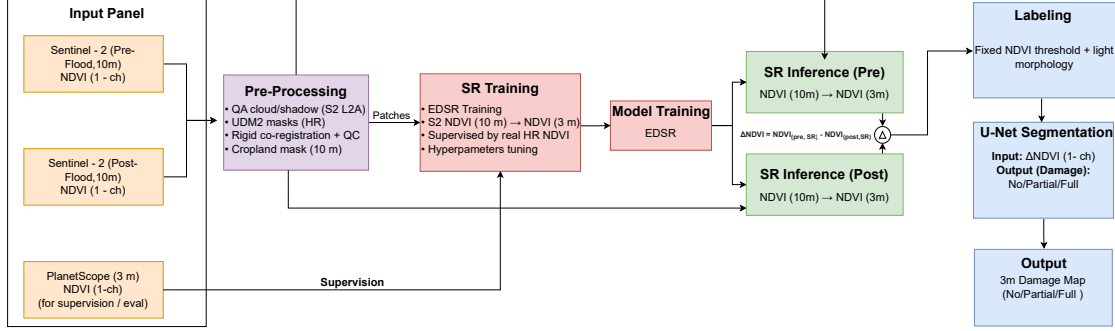 Input Panel
Sentinel - 2 (Pre-
Flood,10m)
NDVI (1 - ch)
Sentinel - 2 (Post-
Flood,10m)
NDVI (1 - ch)
PlanetScope (3 m)
NDVI (1-ch)
(for supervision / eval)
Pre-Processing
• QA cloud/shadow (S2 L2A)
• UDM2 masks (HR)
• Rigid co-registration + QC
• Cropland mask (10 m)
Patches
SR Training
• EDSR Training
• S2 NDVI (10 m) → NDVI (3 m)
• Supervised by real HR NDVI
• Hyperpameters tuning
Supervision
Model Training
EDSR
SR Inference (Pre)
NDVI (10m) → NDVI (3m)
ΔNDVI = NDVI(pre, SR) - NDVI(post,SR)
Δ
SR Inference (Post)
NDVI (10m) → NDVI (3m)
Labeling
Fixed NDVI threshold + light
morphology
U-Net Segmentation
Input: ΔNDVI (1- ch)
Output (Damage):
No/Partial/Full
Output
3m Damage Map
(No/Partial/Full )